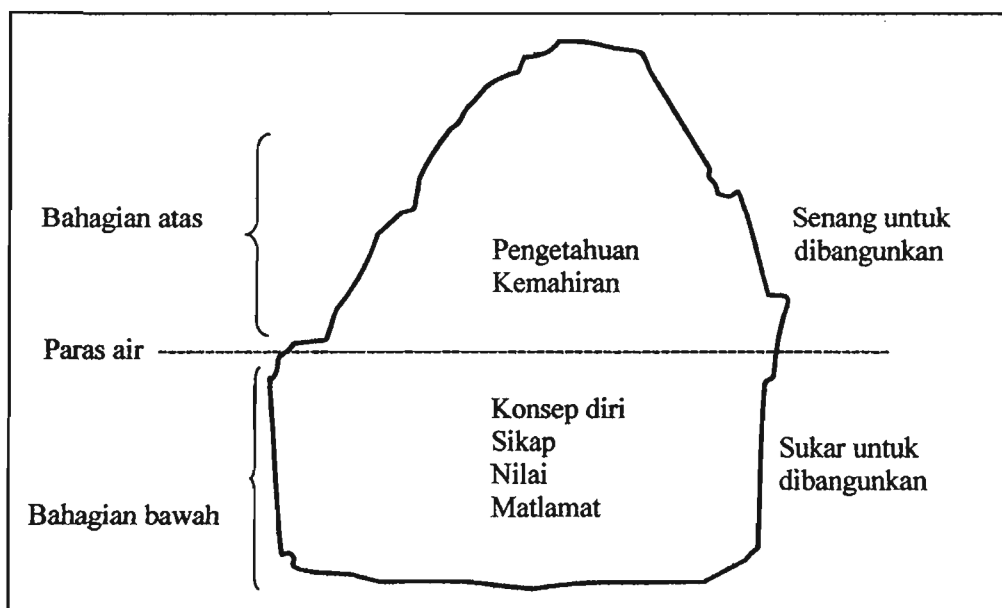 Bahagian atas
Pengetahuan
Kemahiran
Senang untuk
dibangunkan
Paras air
Konsep diri
Sikap
Nilai
Matlamat
Sukar untuk
dibangunkan
Bahagian bawah